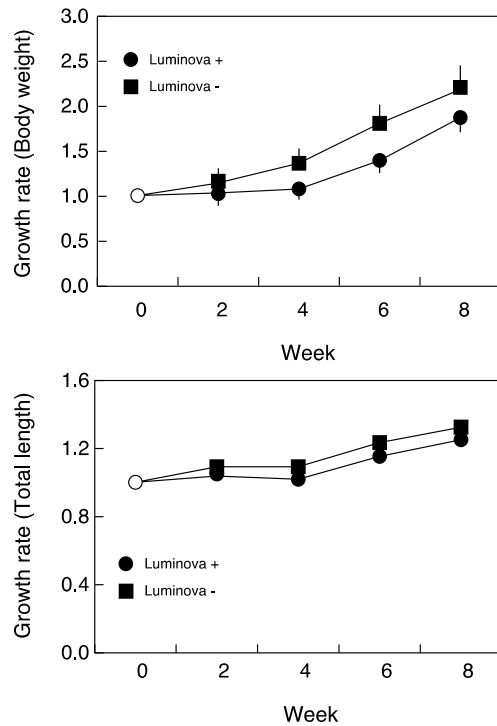 Growth rate (Body weight)
3.0
2.5
2.0
1.5
1.0
0.5
0.0
Luminova +
Luminova -
0 2 4 6 8
Week
Growth rate (Total length)
1.6
1.2
0.8
0.4
0.0
Luminova +
Luminova -
0 2 4 6 8
Week